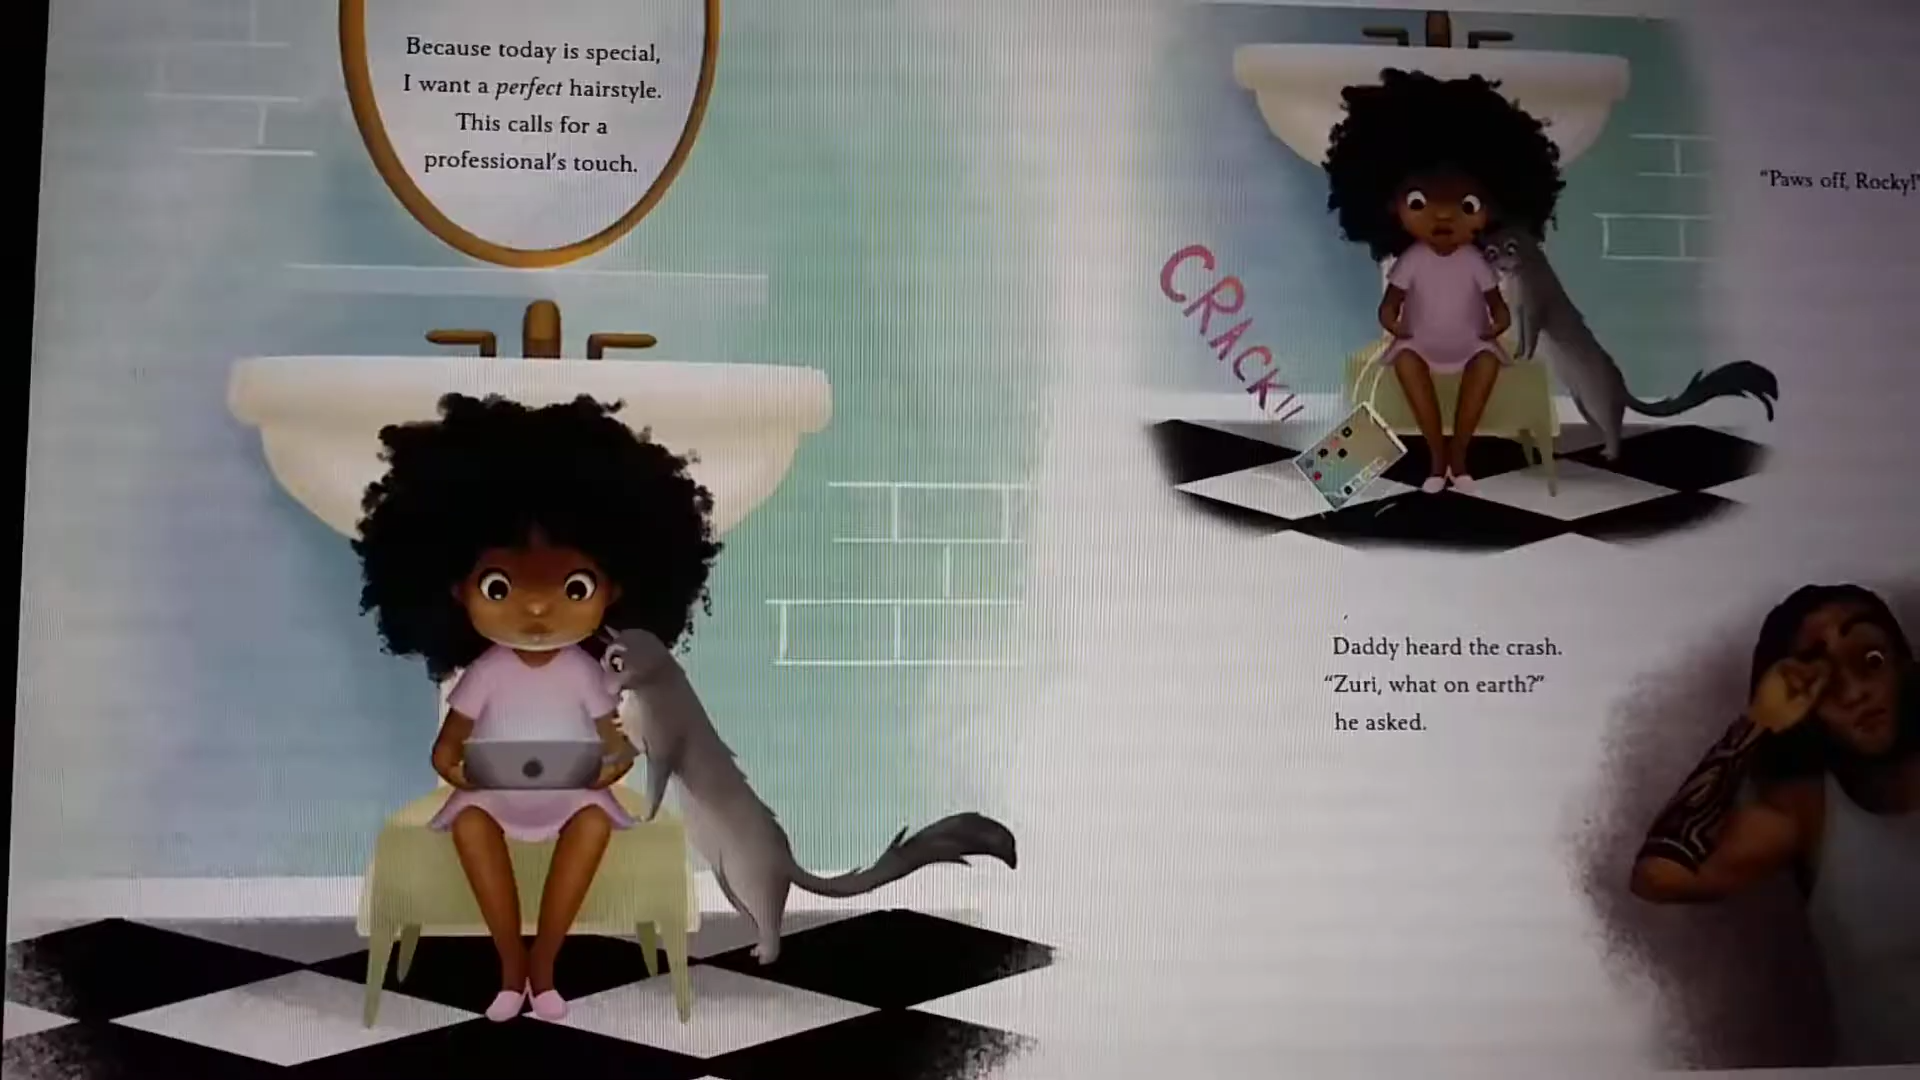 Because today is special,
I want a perfect hairstyle.
This calls for a
professional's touch.
CRACK!!
"Paws off, Rocky!"
Daddy heard the crash.
"Zuri, what on earth?"
he asked.